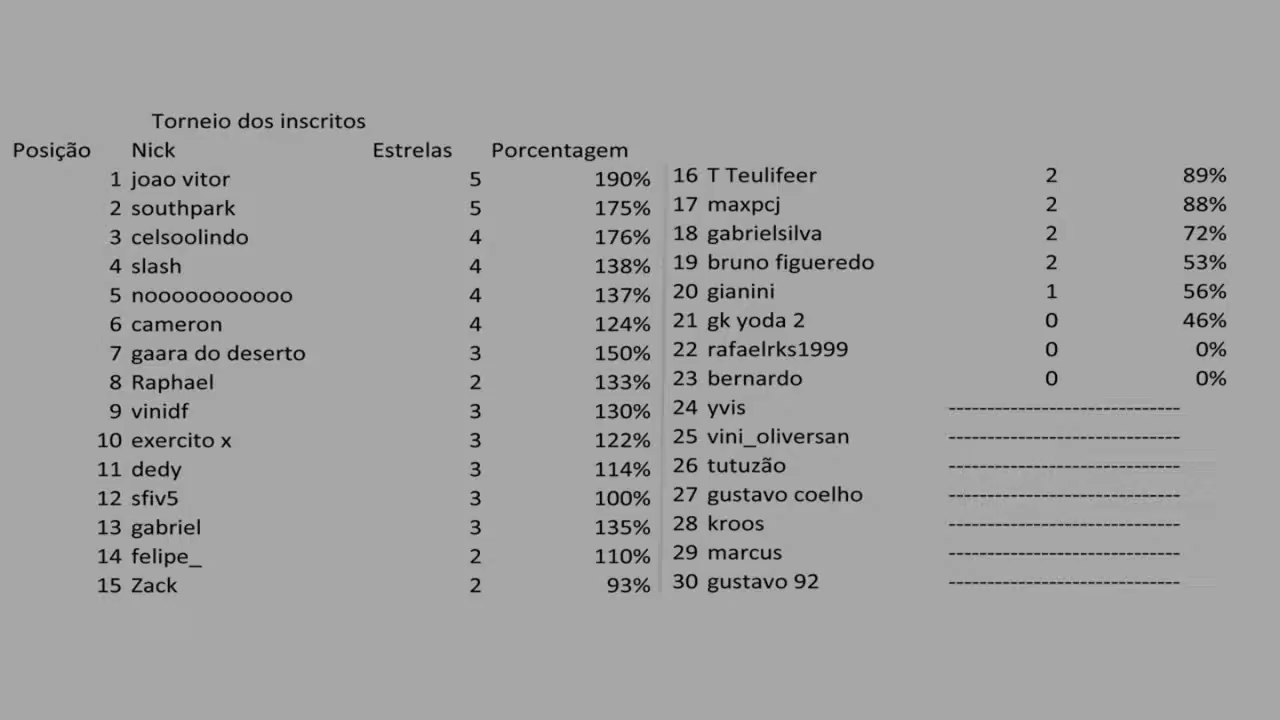 Torneio dos inscritos
Posição Nick Estrelas Porcentagem
1 joao vitor 5 190%
2 southpark 5 175%
3 celsoolindo 4 176%
4 slash 4 138%
5 nooooooooooo 4 137%
6 cameron 4 124%
7 gaara do deserto 3 150%
8 Raphael 2 133%
9 vinidf 3 130%
10 exercito x 3 122%
11 dedy 3 114%
12 sfiv5 3 100%
13 gabriel 3 135%
14 felipe_ 2 110%
15 Zack 2 93%
16 T Teulifeer 2 89%
17 maxpcj 2 88%
18 gabrielsilva 2 72%
19 bruno figueredo 2 53%
20 gianini 1 56%
21 gk yoda 2 0 46%
22 rafaelrks1999 0 0%
23 bernardo 0 0%
24 yvis ------------------------------
25 vini_oliversan ------------------------------
26 tutuzão ------------------------------
27 gustavo coelho ------------------------------
28 kroos ------------------------------
29 marcus ------------------------------
30 gustavo 92 ------------------------------